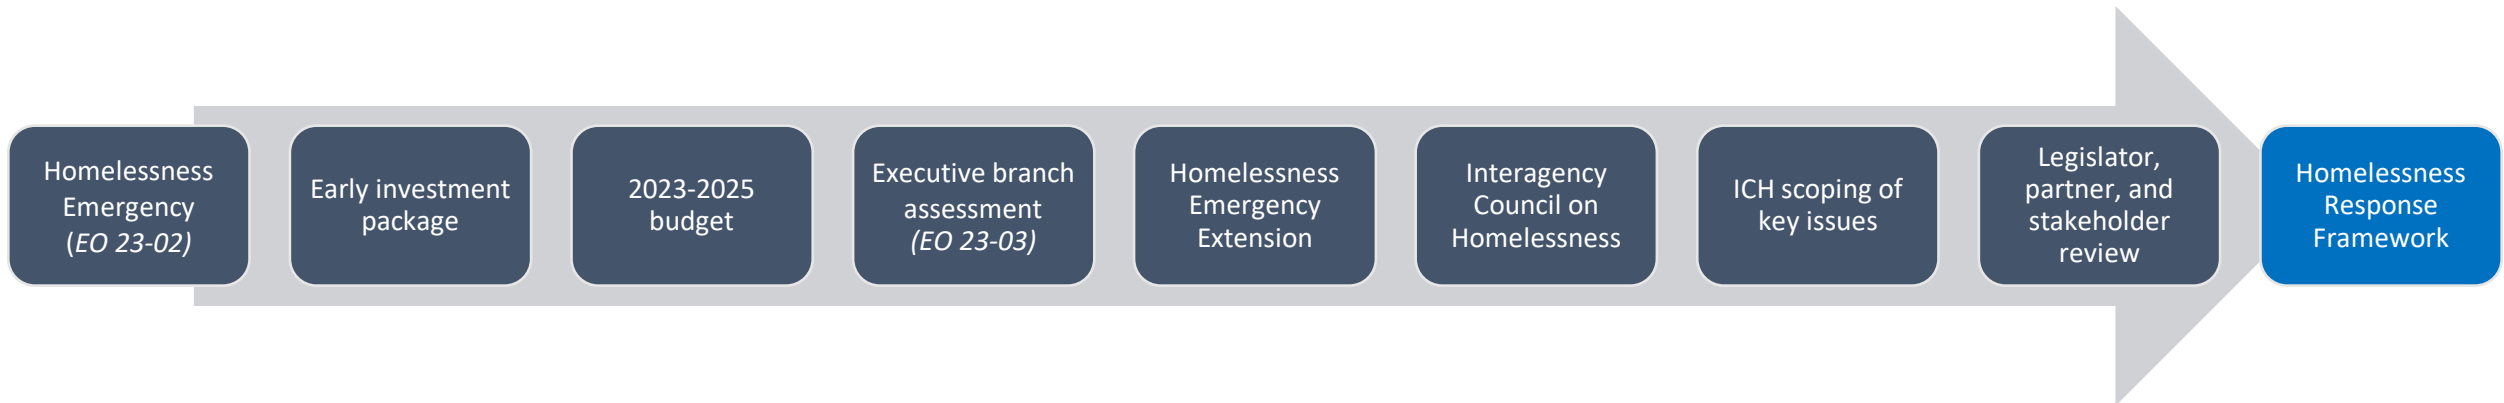 Homelessness
Emergency
(EO 23-02)
Early investment
package
2023-2025
budget
Executive branch
assessment
(EO 23-03)
Homelessness
Emergency
Extension
Interagency
Council on
Homelessness
ICH scoping of
key issues
Legislator,
partner, and
stakeholder
review
Homelessness
Response
Framework